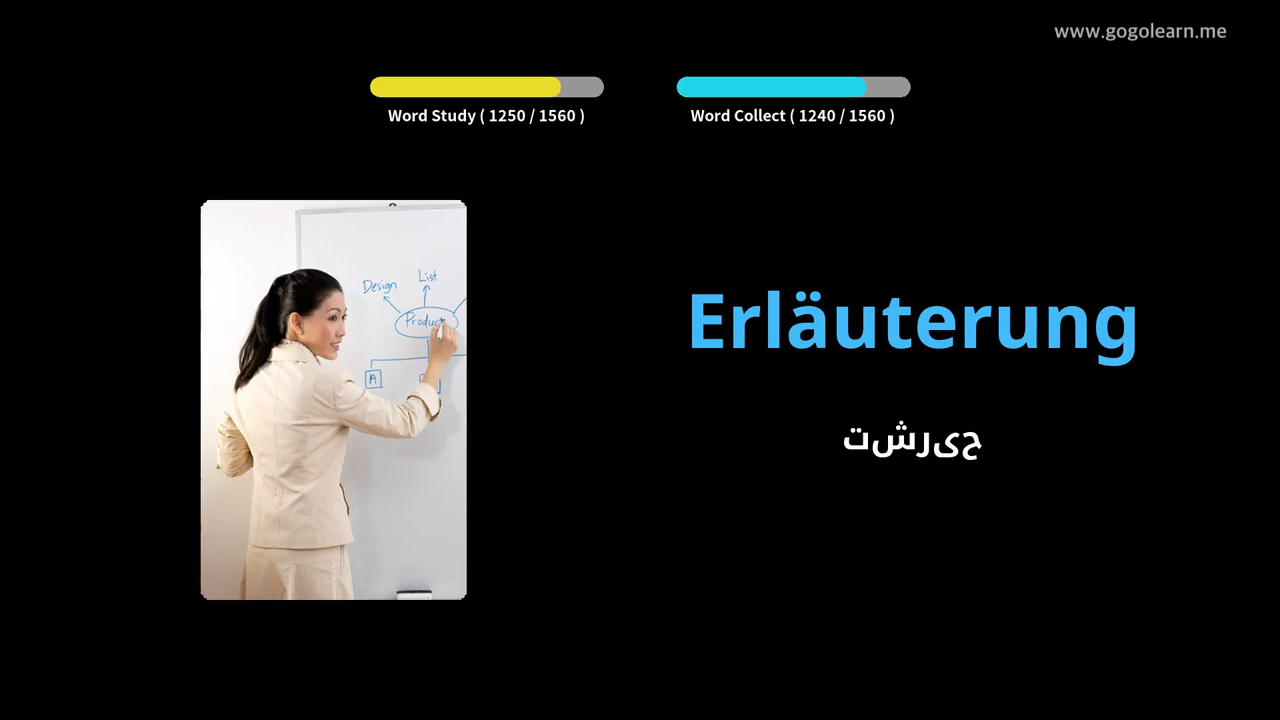 www.gogolearn.me
Word Study ( 1250 / 1560 )
Word Collect ( 1240 / 1560 )
Design
List
Product
A
Erläuterung
تشریح